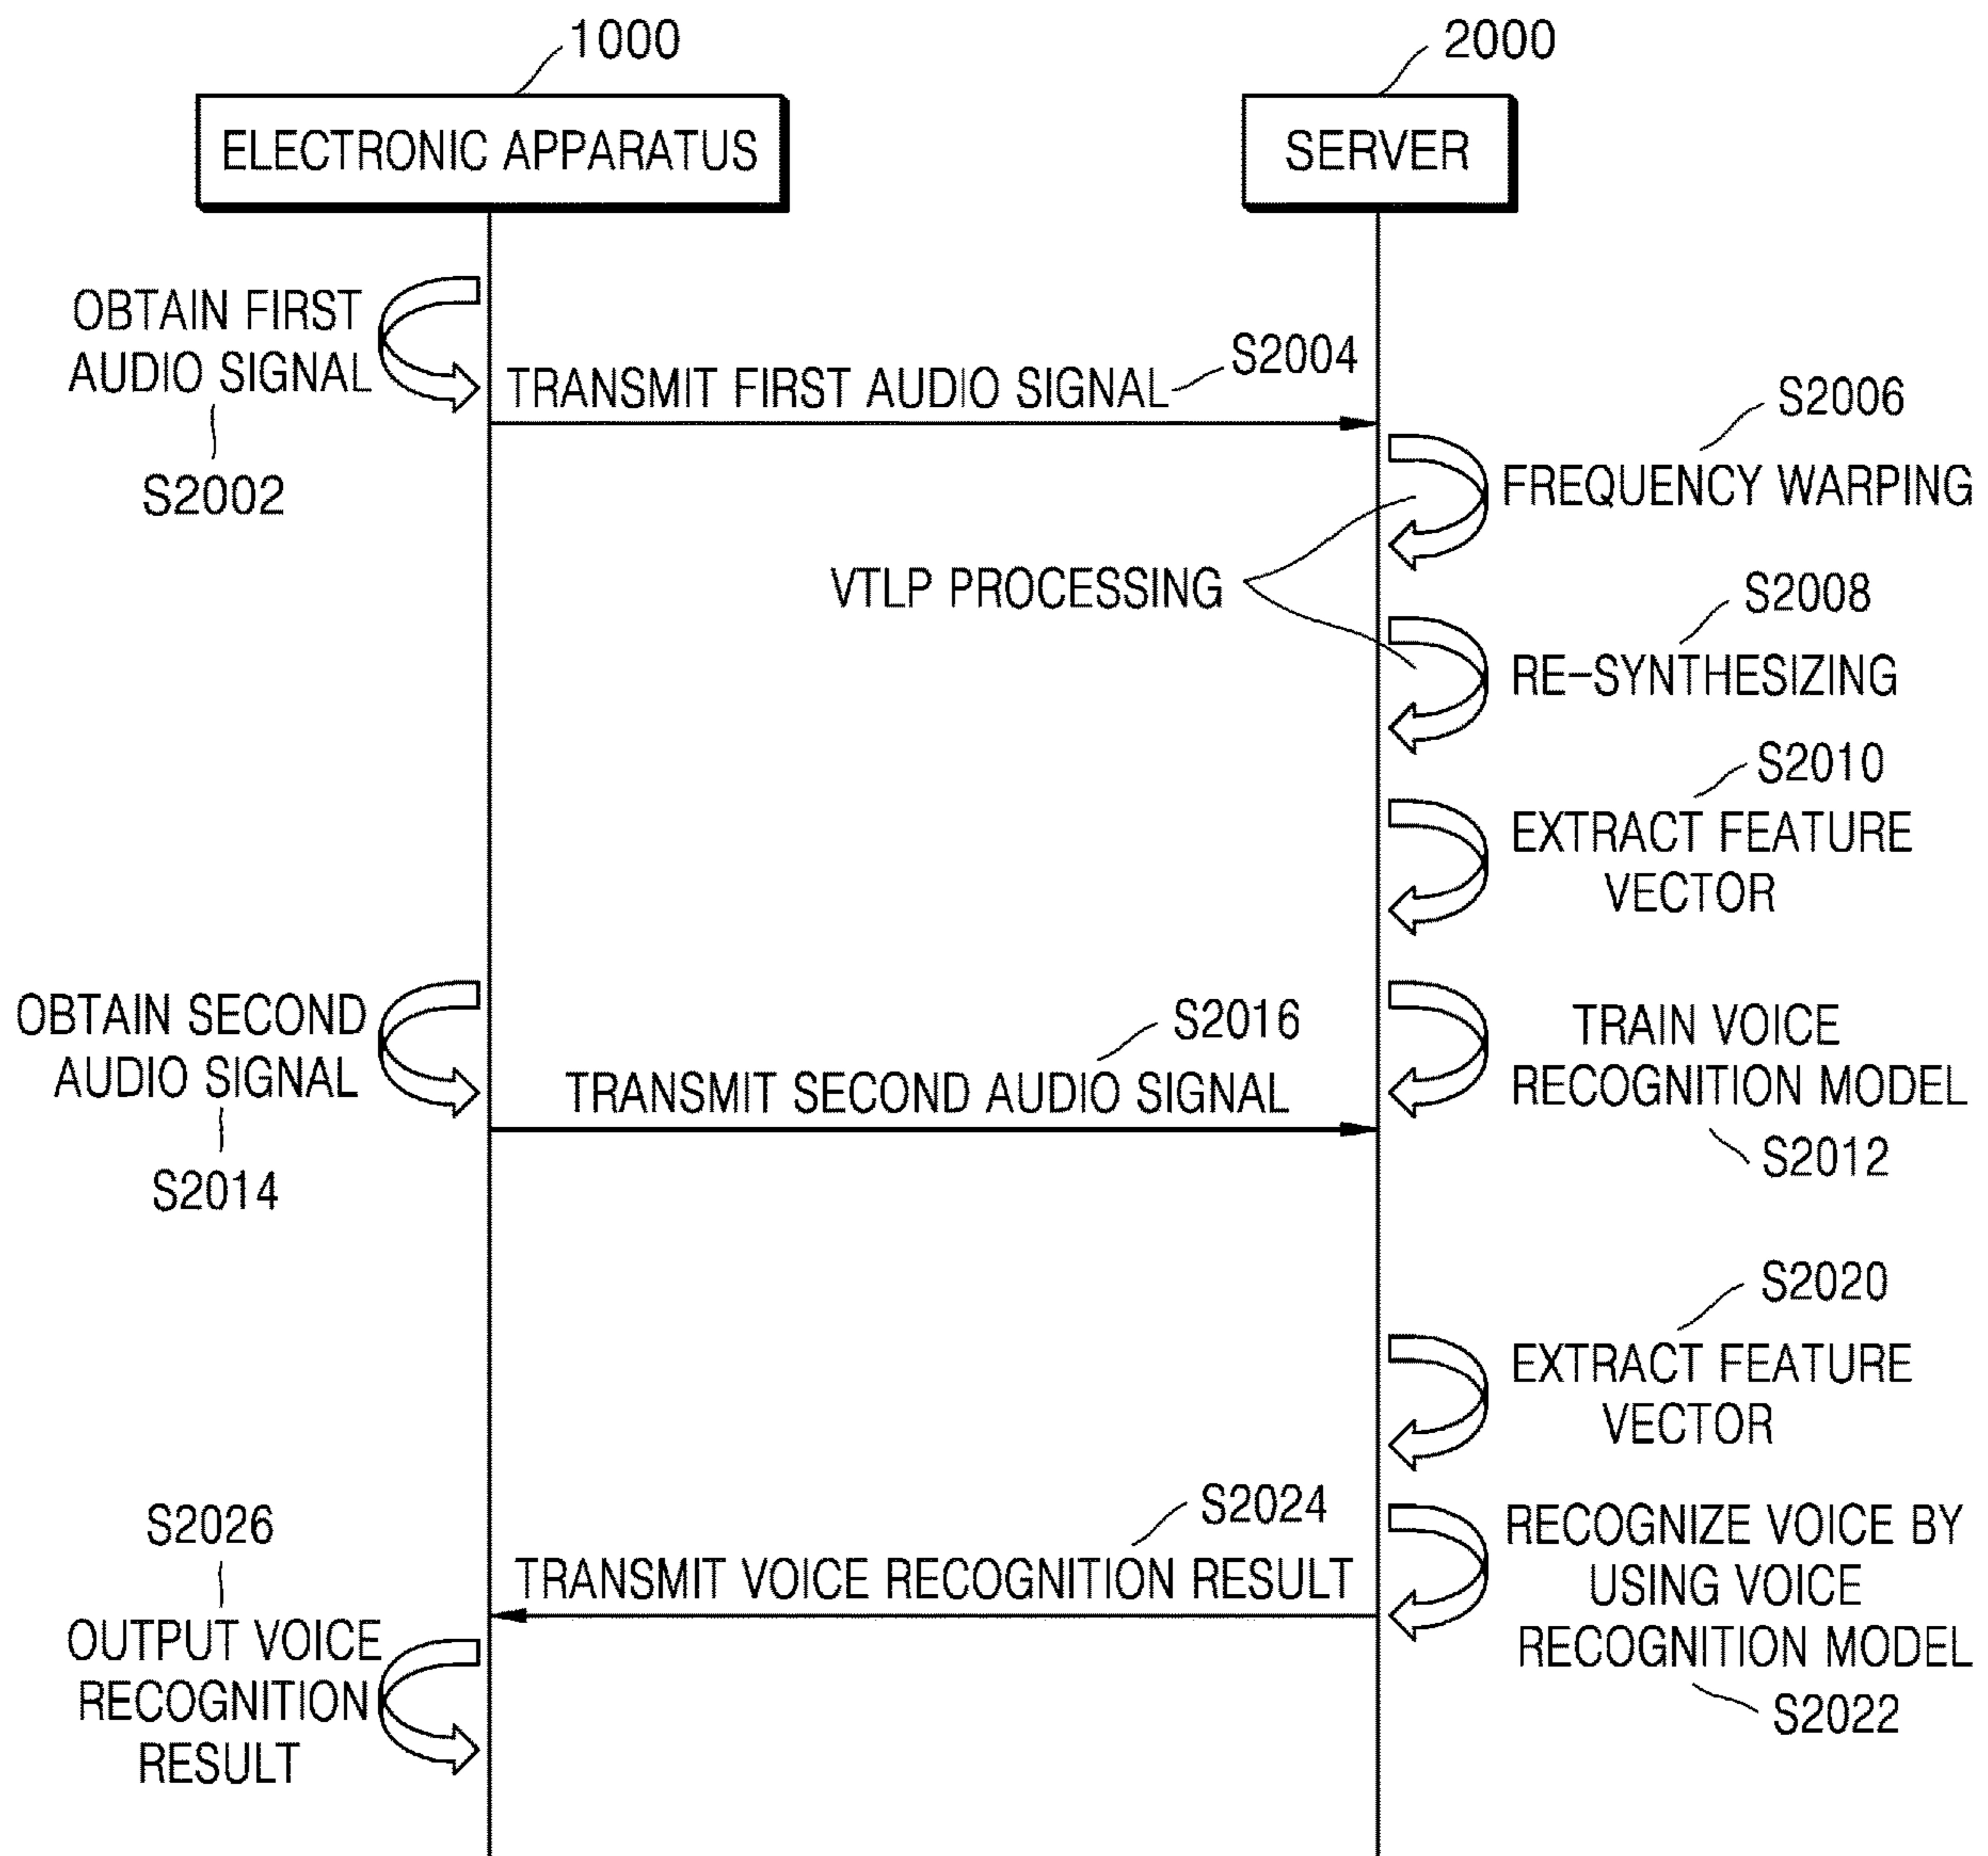 1000
2000
ELECTRONIC APPARATUS
SERVER
OBTAIN FIRST
AUDIO SIGNAL
S2002
TRANSMIT FIRST AUDIO SIGNAL
S2004
S2006
FREQUENCY WARPING
VTLP PROCESSING
S2008
RE-SYNTHESIZING
S2010
EXTRACT FEATURE
VECTOR
OBTAIN SECOND
AUDIO SIGNAL
S2014
S2016
TRANSMIT SECOND AUDIO SIGNAL
TRAIN VOICE
RECOGNITION MODEL
S2012
S2020
EXTRACT FEATURE
VECTOR
S2024
TRANSMIT VOICE RECOGNITION RESULT
RECOGNIZE VOICE BY
USING VOICE
RECOGNITION MODEL
S2022
S2026
OUTPUT VOICE
RECOGNITION
RESULT